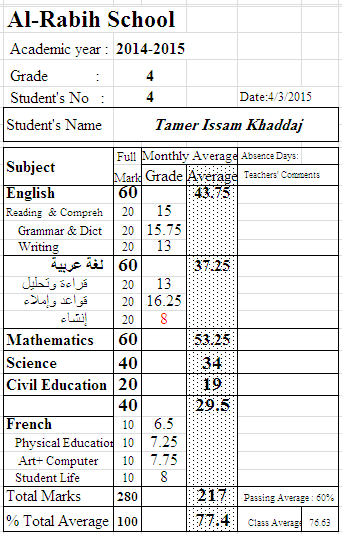 Al-Rabih School
Academic year : 2014-2015
Grade : 4
Student's No : 4 Date:4/3/2015
Student's Name Tamer Issam Khaddaj
Subject Full Mark Monthly Average Absence Days:
Grade Average Teachers' Comments
English 60 43.75
Reading & Compreh 20 15
Grammar & Dict 20 15.75
Writing 20 13
لغة عربية 60 37.25
قراءة وتحليل 20 13
قواعد وإملاء 20 16.25
إنشاء 20 8
Mathematics 60 53.25
Science 40 34
Civil Education 20 19
40 29.5
French 10 6.5
Physical Education 10 7.25
Art+ Computer 10 7.75
Student Life 10 8
Total Marks 280 217 Passing Average : 60%
% Total Average 100 77.4 Class Average 76.63